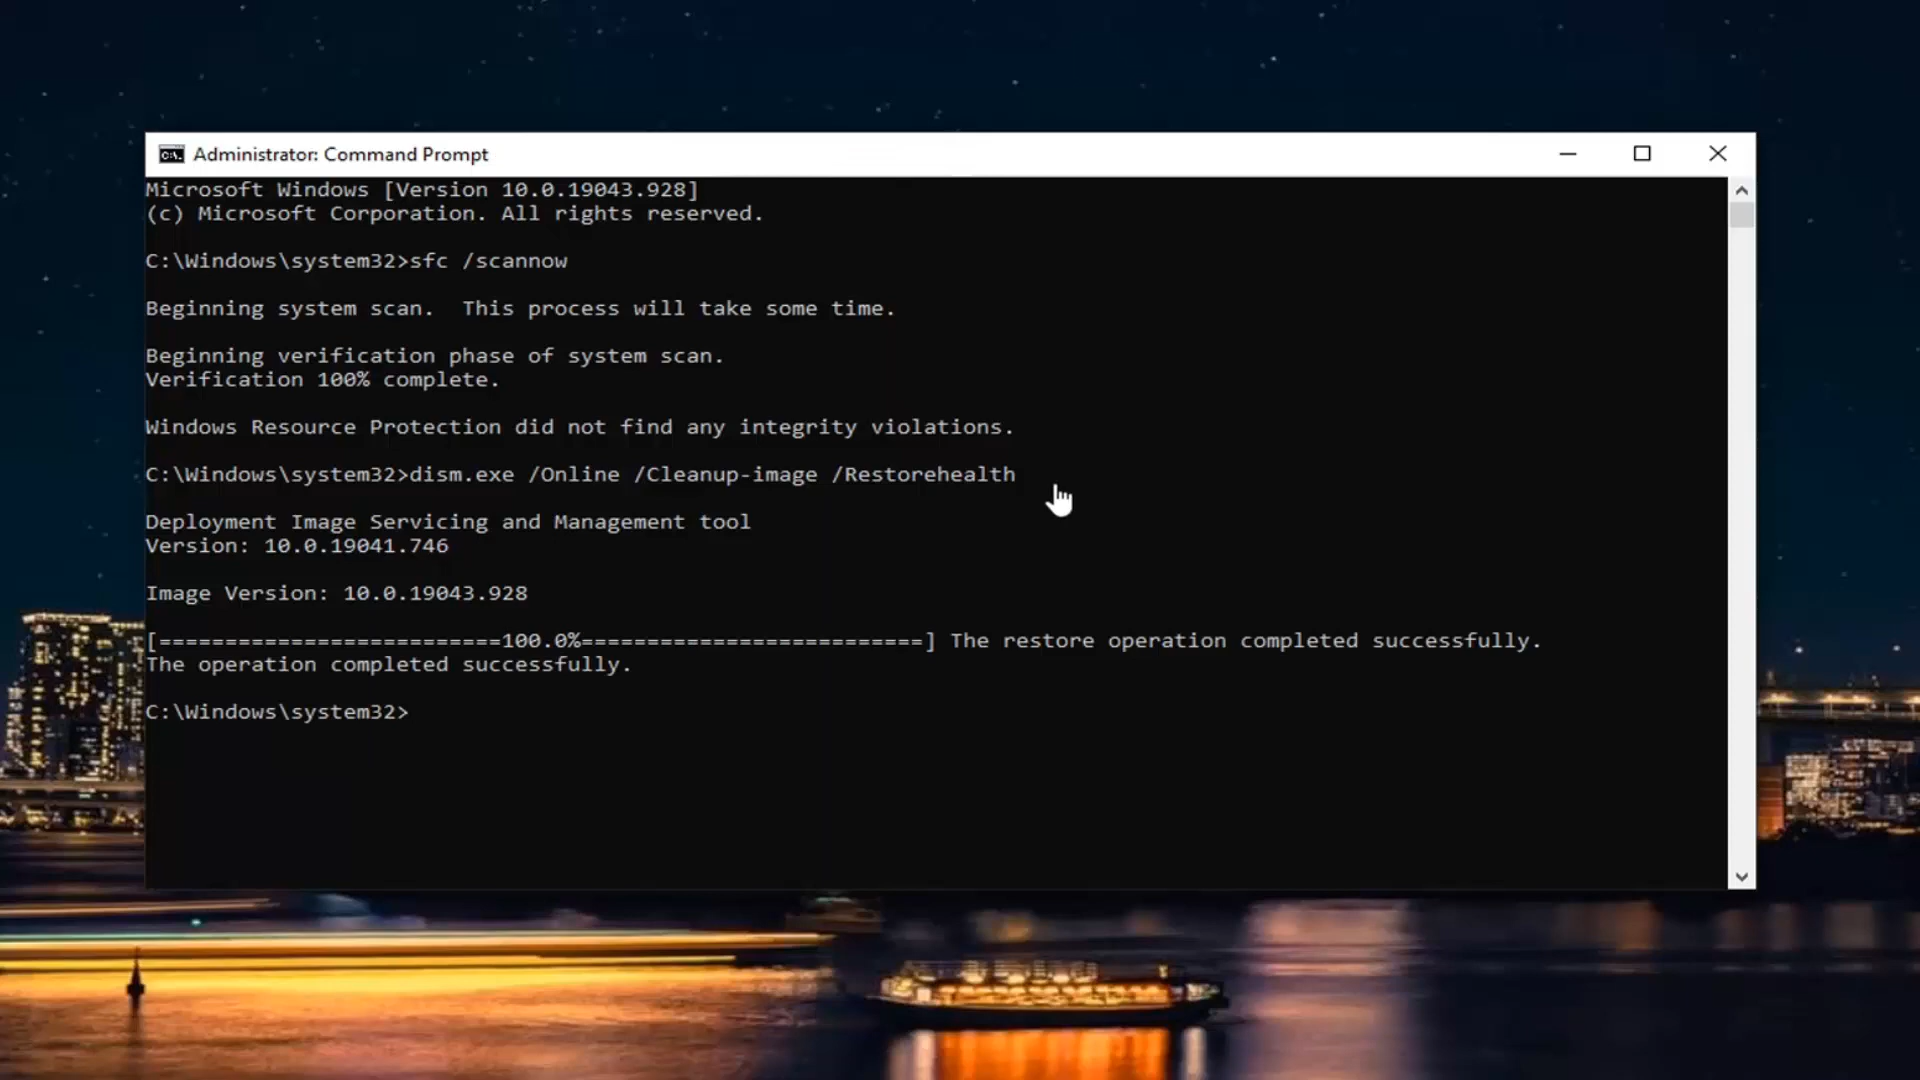 Administrator: Command Prompt
Microsoft Windows [Version 10.0.19043.928]
(c) Microsoft Corporation. All rights reserved.
C:\Windows\system32>sfc /scannow
Beginning system scan.  This process will take some time.
Beginning verification phase of system scan.
Verification 100% complete.
Windows Resource Protection did not find any integrity violations.
C:\Windows\system32>dism.exe /Online /Cleanup-image /Restorehealth
Deployment Image Servicing and Management tool
Version: 10.0.19041.746
Image Version: 10.0.19043.928
[==========================100.0%==========================] The restore operation completed successfully.
The operation completed successfully.
C:\Windows\system32>